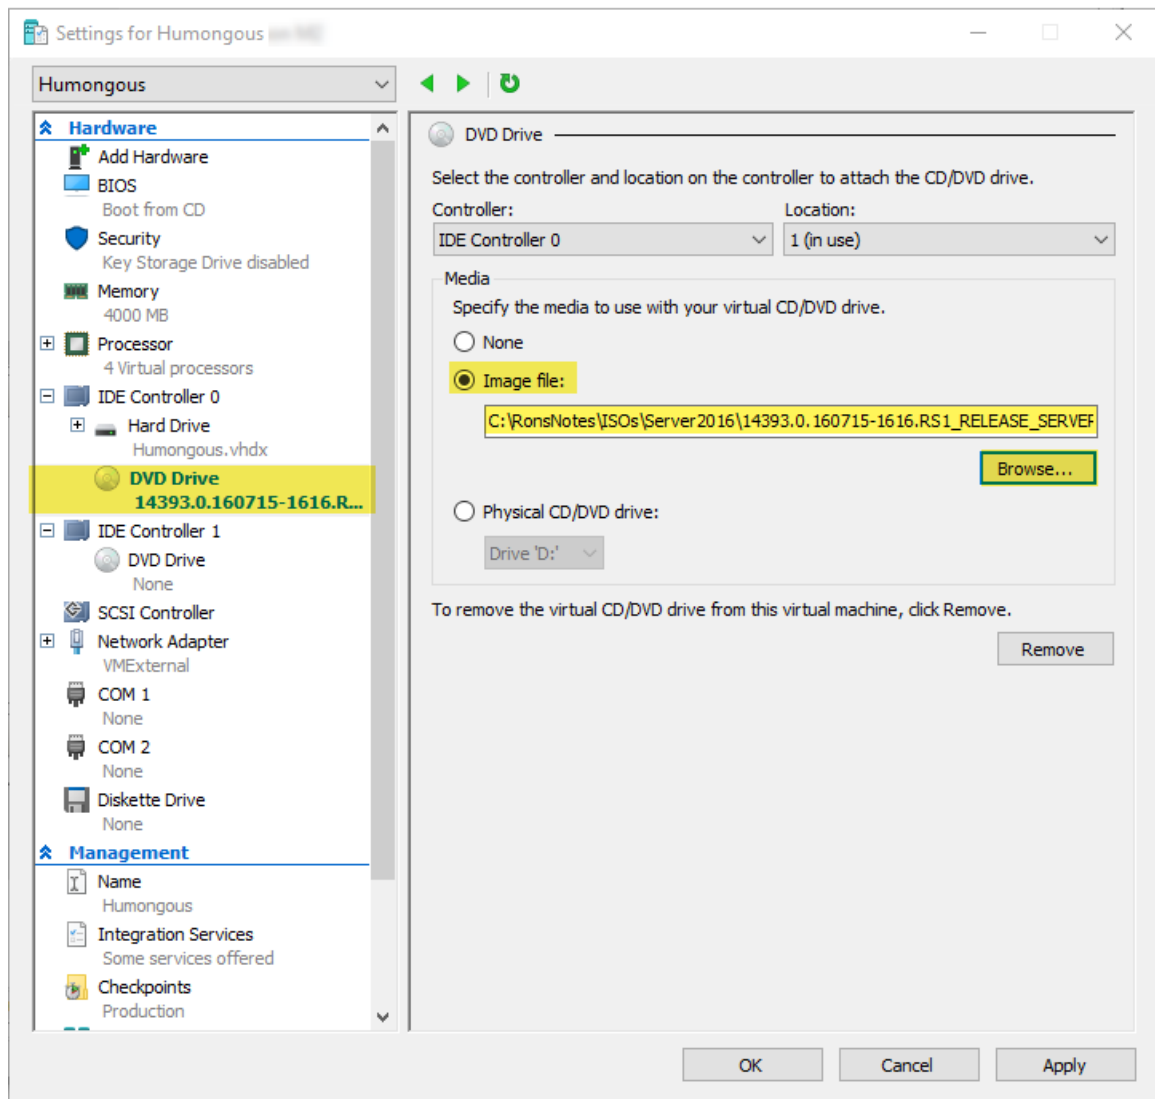 Settings for Humongous
Humongous
Hardware
Add Hardware
BIOS
Boot from CD
Security
Key Storage Drive disabled
Memory
4000 MB
Processor
4 Virtual processors
IDE Controller 0
Hard Drive
Humongous.vhdx
DVD Drive
14393.0.160715-1616.R...
IDE Controller 1
DVD Drive
None
SCSI Controller
Network Adapter
VMExternal
COM 1
None
COM 2
None
Diskette Drive
None
Management
Name
Humongous
Integration Services
Some services offered
Checkpoints
Production
DVD Drive
Select the controller and location on the controller to attach the CD/DVD drive.
Controller: Location:
IDE Controller 0 1 (in use)
Media
Specify the media to use with your virtual CD/DVD drive.
None
Image file:
C:\RonsNotes\ISOs\Server2016\14393.0.160715-1616.RS1_RELEASE_SERVER
Browse...
Physical CD/DVD drive:
Drive 'D:'
To remove the virtual CD/DVD drive from this virtual machine, click Remove.
Remove
OK Cancel Apply